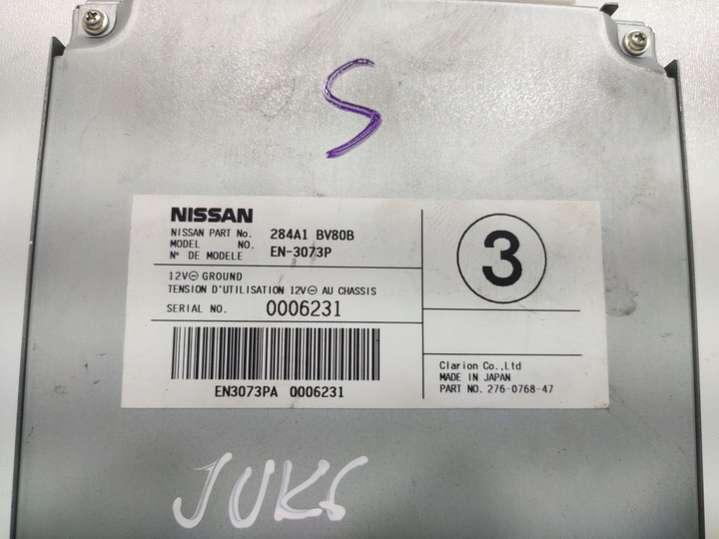 S
NISSAN
NISSAN PART No. 284A1 BV80B
MODEL NO. EN-3073P
N° DE MODELE
3
12V⊖ GROUND
TENSION D'UTILISATION 12V⊖ AU CHASSIS
SERIAL NO. 0006231
EN3073PA 0006231
Clarion Co.,Ltd
MADE IN JAPAN
PART NO. 276-0768-47
JUKE